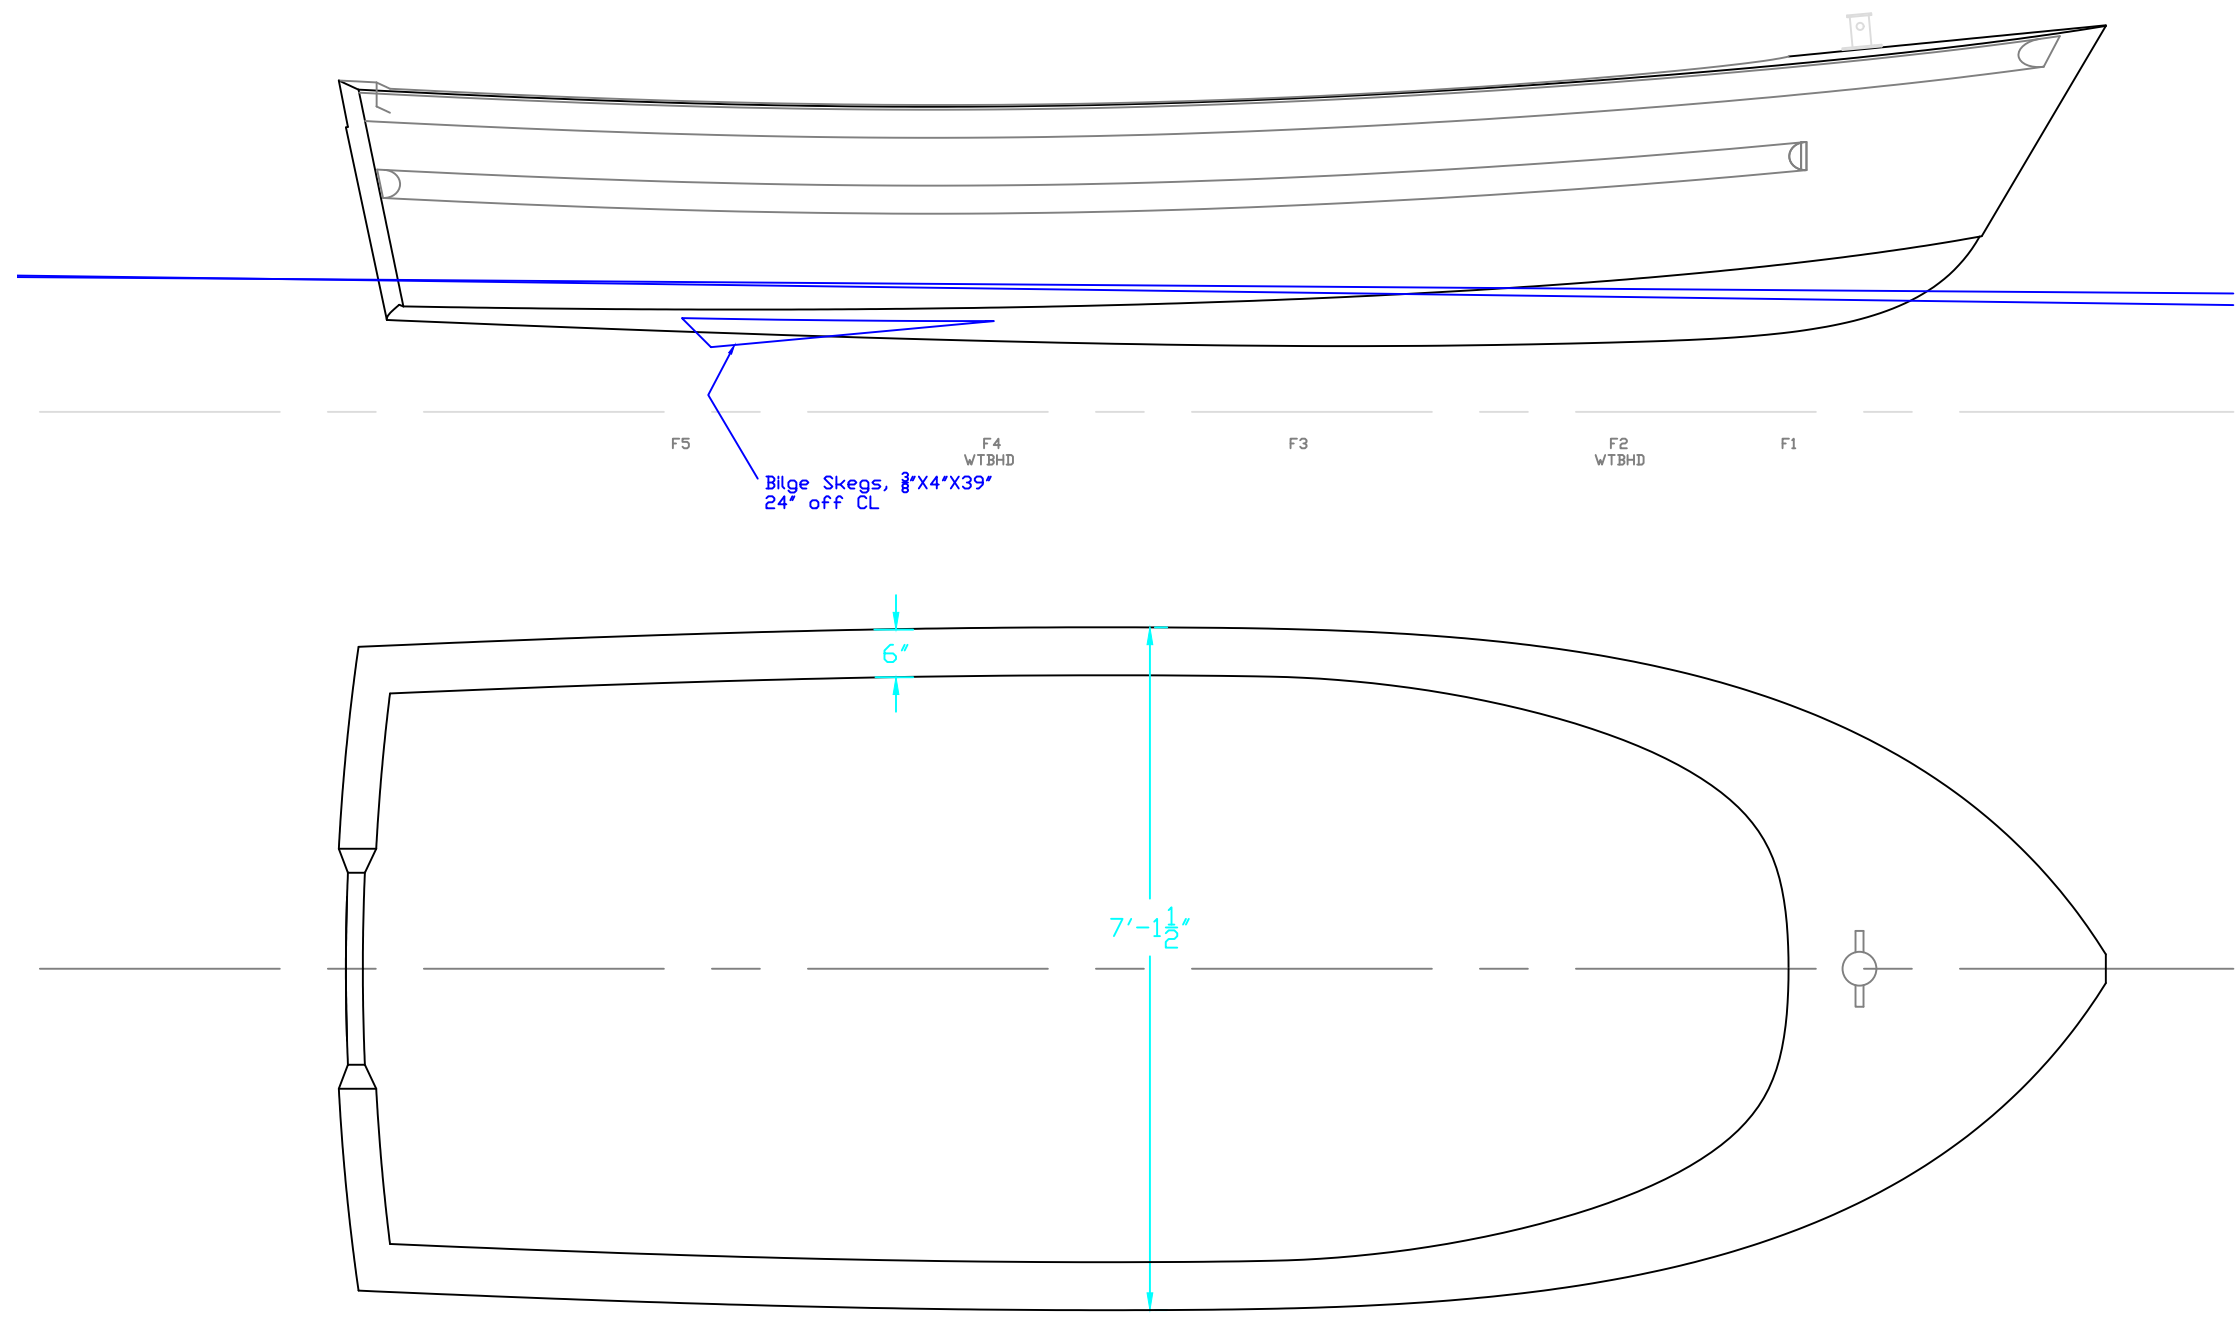 F5 F4 F3 F2 F1
WTBHD WTBHD
Bilge Skegs, 3/8"X4"X39"
24" off CL
6"
7'-1 1/2"